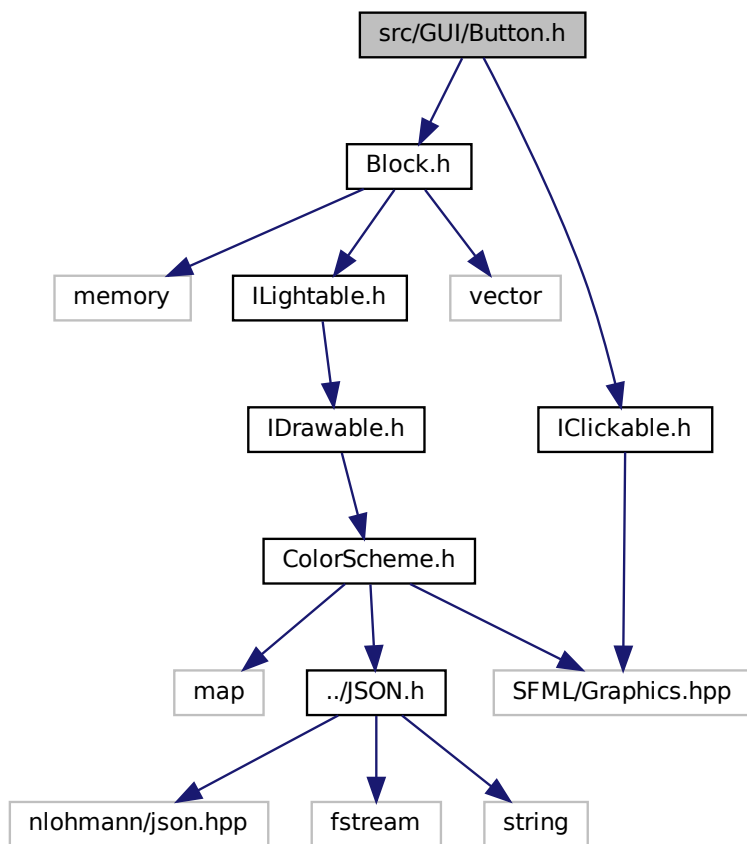 src/GUI/Button.h
Block.h
memory
ILightable.h
vector
IDrawable.h
IClickable.h
ColorScheme.h
map
../JSON.h
SFML/Graphics.hpp
nlohmann/json.hpp
fstream
string